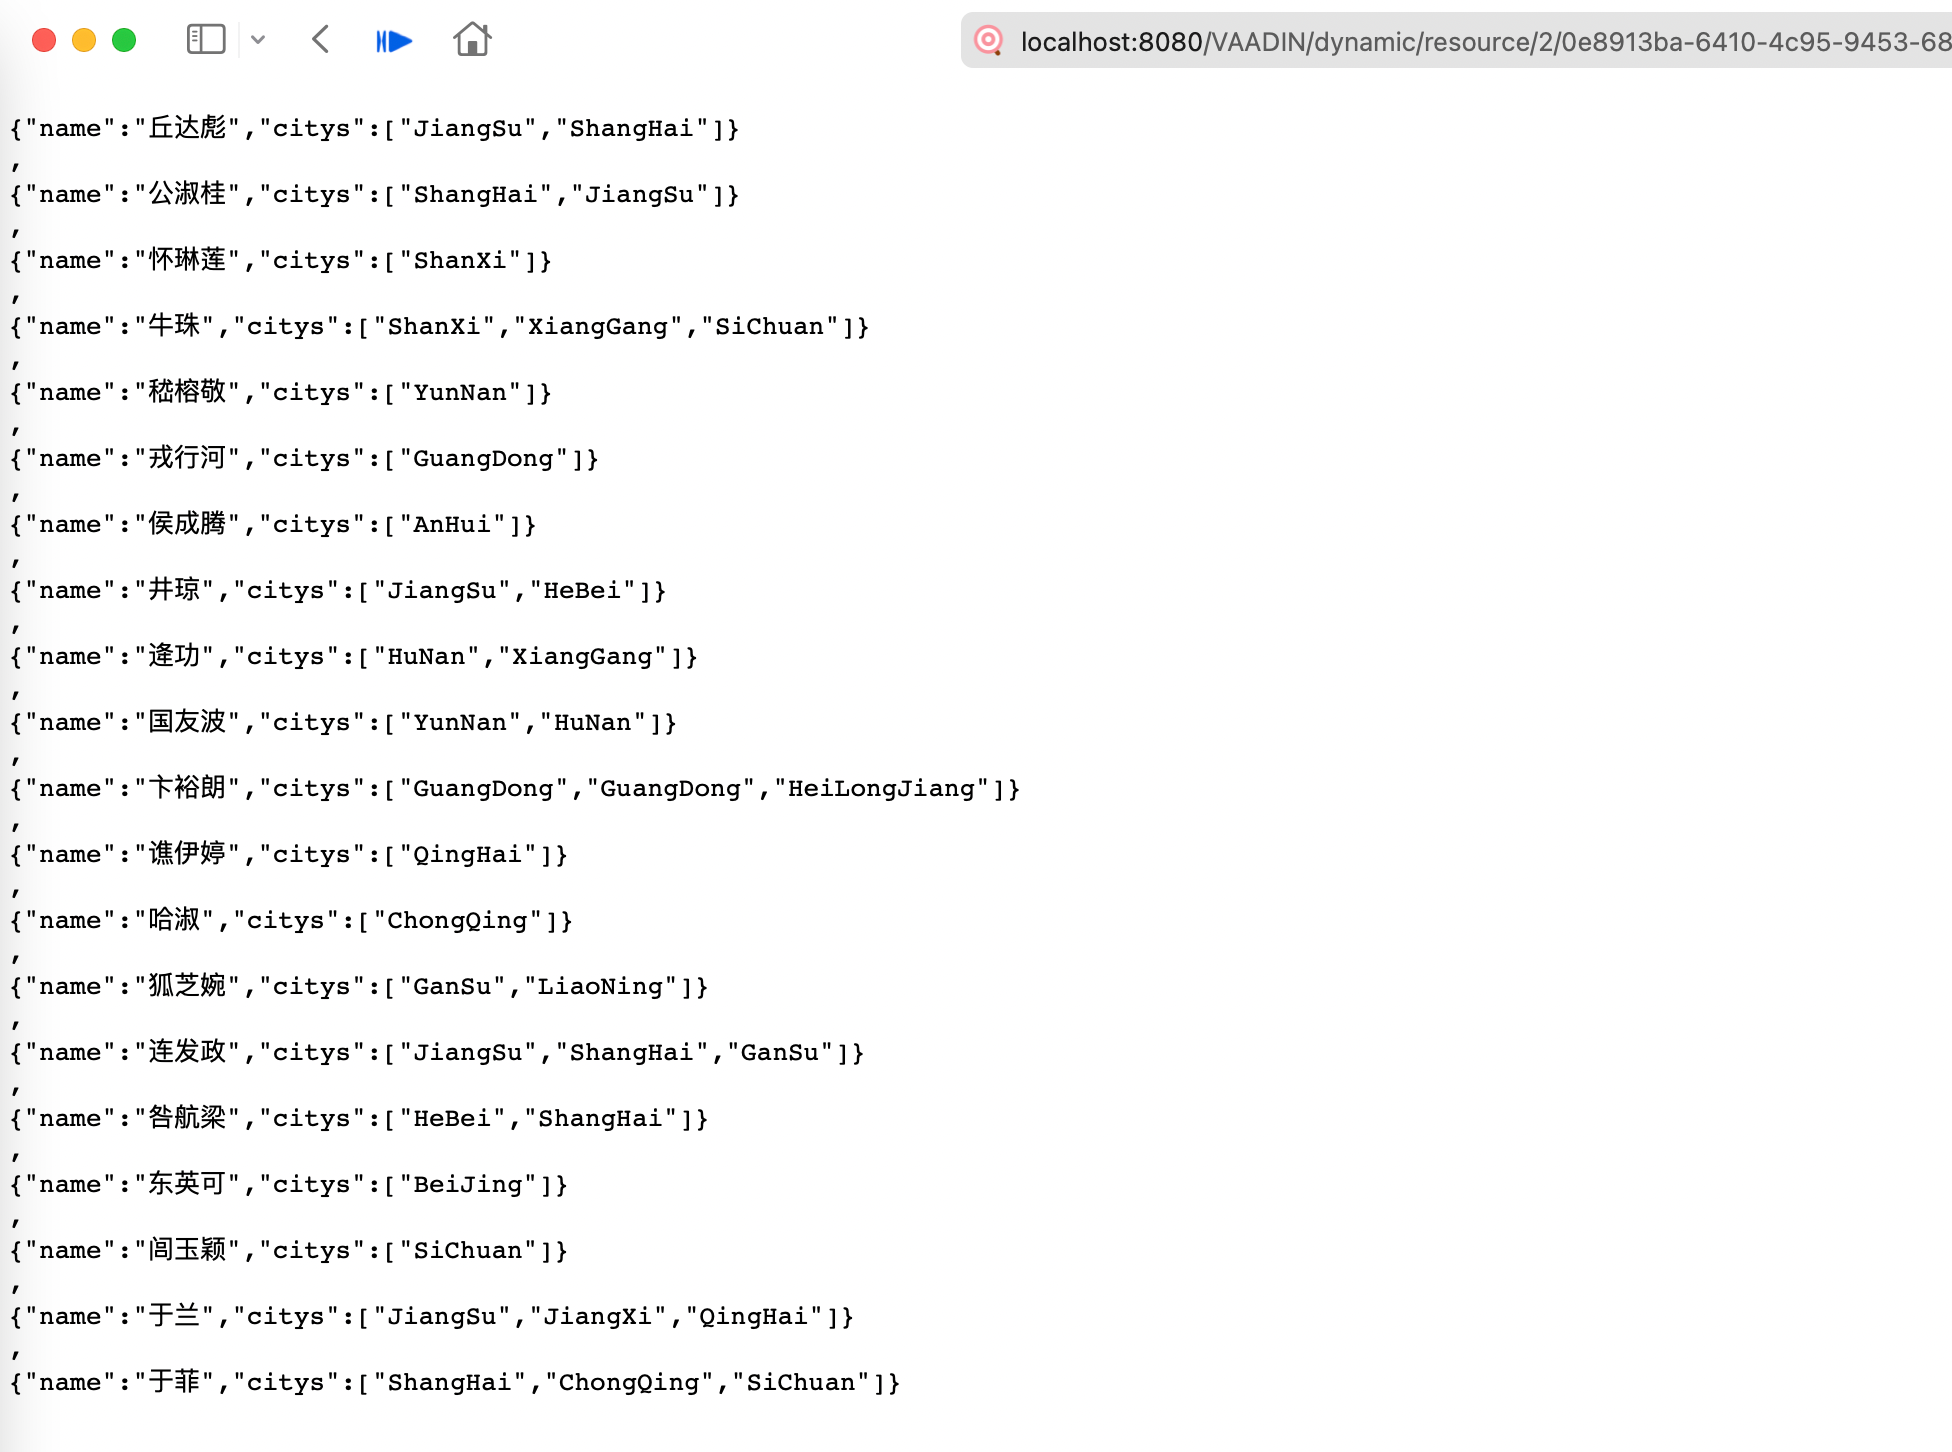 localhost:8080/VAADIN/dynamic/resource/2/0e8913ba-6410-4c95-9453-68
{"name":"丘达彪","citys":["JiangSu","ShangHai"]}
,
{"name":"公淑桂","citys":["ShangHai","JiangSu"]}
,
{"name":"怀琳莲","citys":["ShanXi"]}
,
{"name":"牛珠","citys":["ShanXi","XiangGang","SiChuan"]}
,
{"name":"嵇榕敬","citys":["YunNan"]}
,
{"name":"戎行河","citys":["GuangDong"]}
,
{"name":"侯成腾","citys":["AnHui"]}
,
{"name":"井琼","citys":["JiangSu","HeBei"]}
,
{"name":"逄功","citys":["HuNan","XiangGang"]}
,
{"name":"国友波","citys":["YunNan","HuNan"]}
,
{"name":"卞裕朗","citys":["GuangDong","GuangDong","HeiLongJiang"]}
,
{"name":"谯伊婷","citys":["QingHai"]}
,
{"name":"哈淑","citys":["ChongQing"]}
,
{"name":"狐芝婉","citys":["GanSu","LiaoNing"]}
,
{"name":"连发政","citys":["JiangSu","ShangHai","GanSu"]}
,
{"name":"昝航梁","citys":["HeBei","ShangHai"]}
,
{"name":"东英可","citys":["BeiJing"]}
,
{"name":"闾玉颖","citys":["SiChuan"]}
,
{"name":"于兰","citys":["JiangSu","JiangXi","QingHai"]}
,
{"name":"于菲","citys":["ShangHai","ChongQing","SiChuan"]}